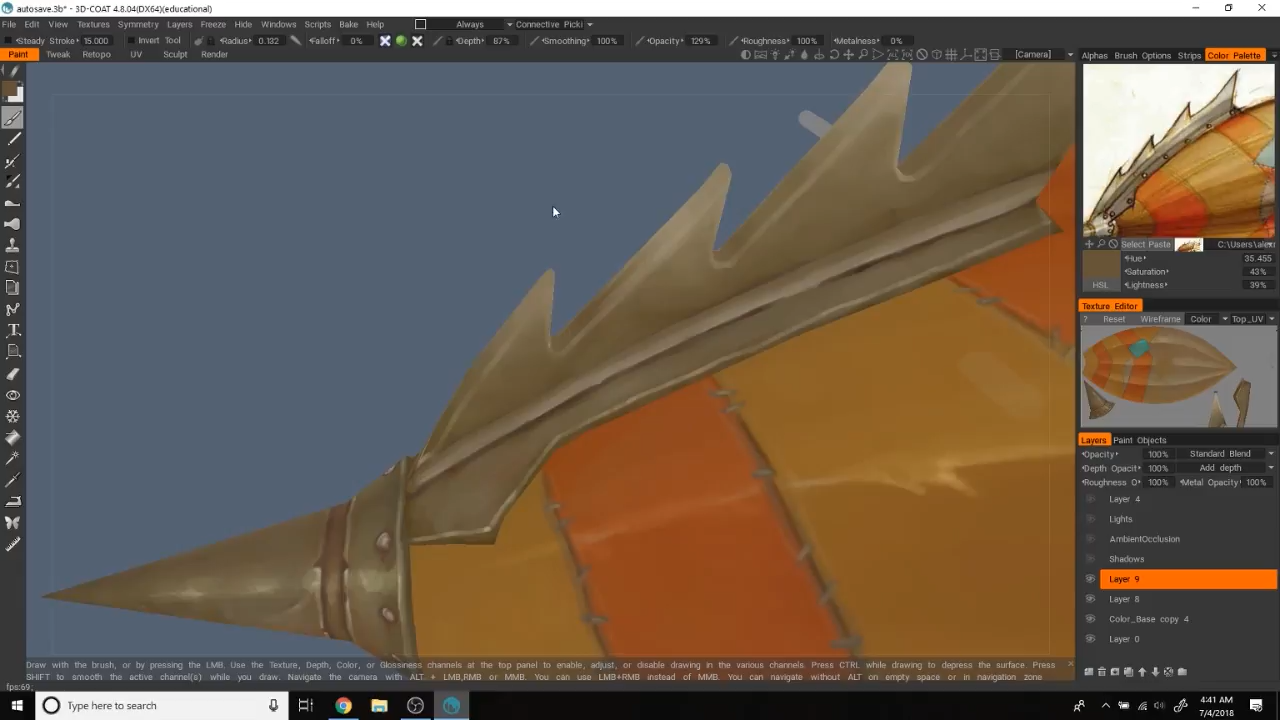 autosave.3b* - 3D-COAT 4.8.04(DX64)(educational)
File Edit View Textures Symmetry Layers Freeze Hide Windows Scripts Bake Help Always Connective Picki
Steady Stroke 15.000 Invert Tool Radius 0.132 Falloff 0% Depth 87% Smoothing 100% Opacity 129% Roughness 100% Metalness 0%
Paint Tweak Retopo UV Sculpt Render [Camera] Alphas Brush Options Strips Color Palette
Select Paste C:\Users\alexr
Hue 35.455
Saturation 43%
HSL Lightness 39%
Texture Editor
? Reset Wireframe Color Top_UV
Layers Paint Objects
Opacity 100% Standard Blend
Depth Opacit 100% Add depth
Roughness O 100% Metal Opacity 100%
Layer 4
Lights
AmbientOcclusion
Shadows
Layer 9
Layer 8
Color_Base copy 4
Layer 0
Draw with the brush, or by pressing the LMB. Use the Texture, Depth, Color, or Glossiness channels at the top panel to enable, adjust, or disable drawing in the various channels. Press CTRL while drawing to depress the surface. Press
SHIFT to smooth the active channel(s) while you draw. Navigate the camera with ALT + LMB,RMB or MMB. You can use LMB+RMB instead of MMB. You can navigate without ALT on empty space or in navigation zone
fps:69;
Type here to search
4:41 AM
7/4/2018